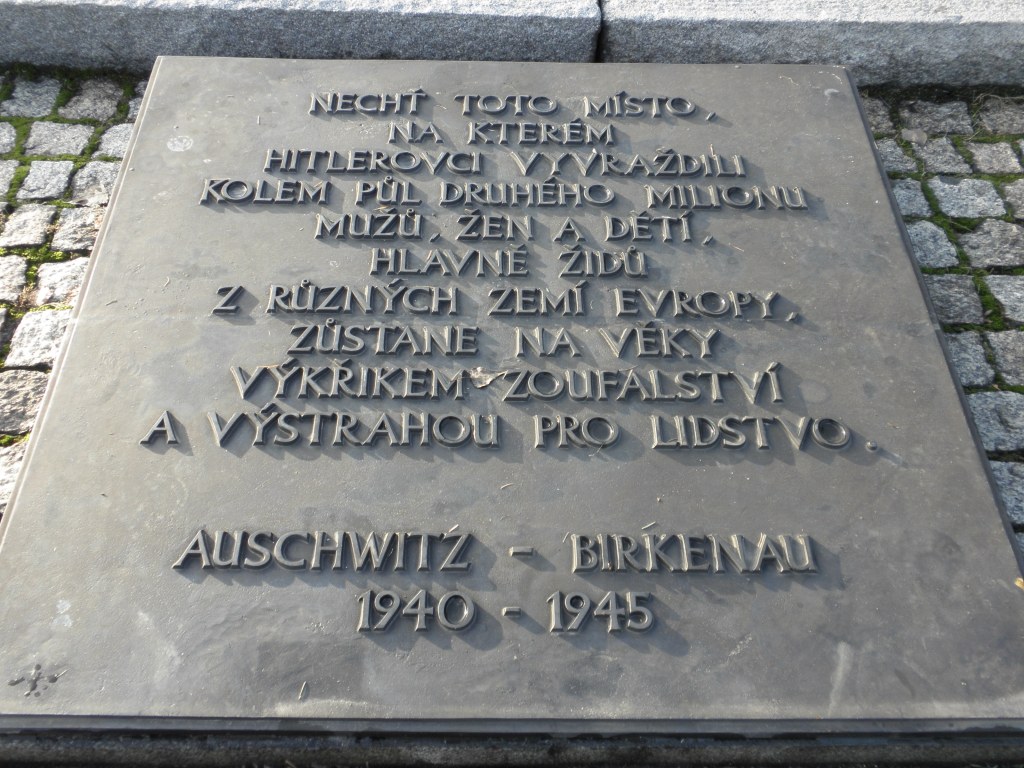 NECHŤ TOTO MÍSTO,
NA KTERÉM
HITLEROVCI VYVRAŽDILI
KOLEM PŮL DRUHÉHO MILIONU
MUŽŮ, ŽEN A DĚTÍ,
HLAVNĚ ŽIDŮ
Z RŮZNÝCH ZEMÍ EVROPY,
ZŮSTANE NA VĚKY
VÝKŘIKEM ZOUFALSTVÍ
A VÝSTRAHOU PRO LIDSTVO.
AUSCHWITZ - BIRKENAU
1940 - 1945